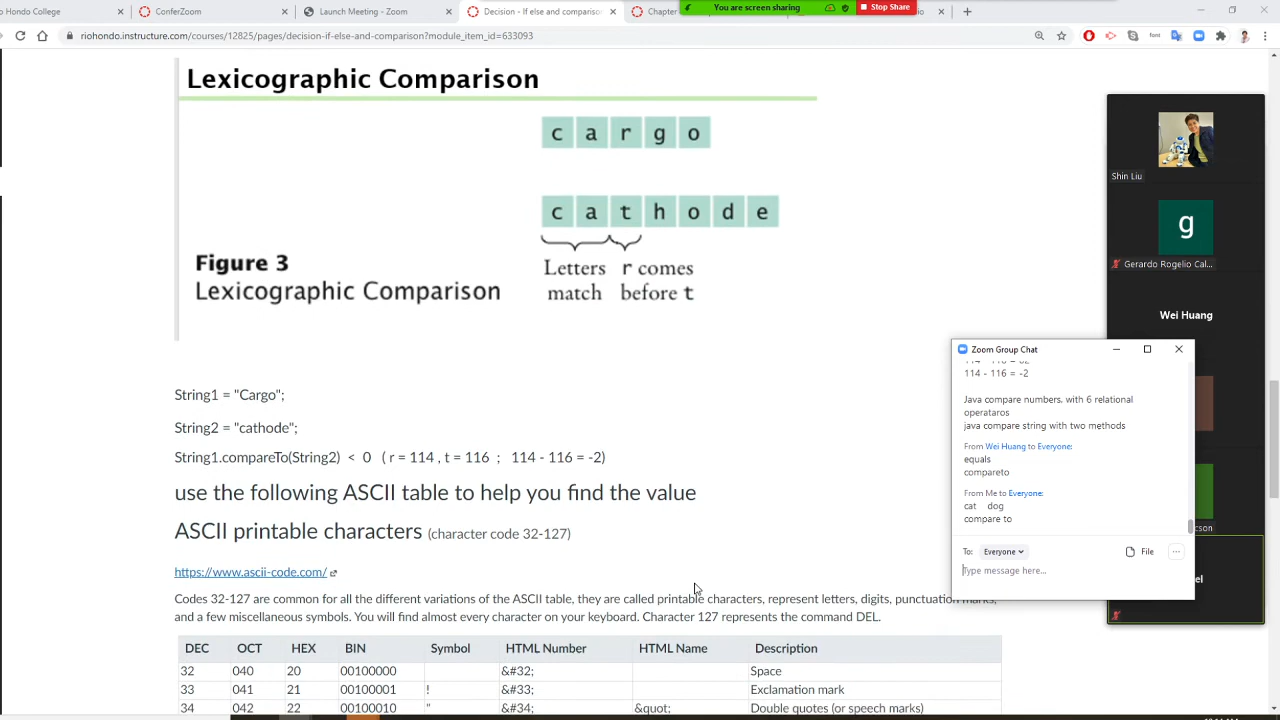 o Hondo College
ConferZoom
Launch Meeting - Zoom
Decision - If else and compariso
Chapter
You are screen sharing
Stop Share
io
riohondo.instructure.com/courses/12825/pages/decision-if-else-and-comparison?module_item_id=633093
Lexicographic Comparison
c a r g o
c a t h o d e
Letters r comes
match before t
Figure 3
Lexicographic Comparison
String1 = "Cargo";
String2 = "cathode";
String1.compareTo(String2) < 0 ( r = 114 , t = 116 ; 114 - 116 = -2)
use the following ASCII table to help you find the value
ASCII printable characters (character code 32-127)
https://www.ascii-code.com/
Codes 32-127 are common for all the different variations of the ASCII table, they are called printable characters, represent letters, digits, punctuation marks,
and a few miscellaneous symbols. You will find almost every character on your keyboard. Character 127 represents the command DEL.
DEC OCT HEX BIN Symbol HTML Number HTML Name Description
32 040 20 00100000 &#32; Space
33 041 21 00100001 ! &#33; Exclamation mark
34 042 22 00100010 " &#34; &quot; Double quotes (or speech marks)
Shin Liu
g
Gerardo Rogelio Cal...
Wei Huang
Zoom Group Chat
114 - 116 = -2
Java compare numbers, with 6 relational
operataros
java compare string with two methods
From Wei Huang to Everyone:
equals
compareto
From Me to Everyone:
cat dog
compare to
To: Everyone
File
...
Type message here...
cson
el